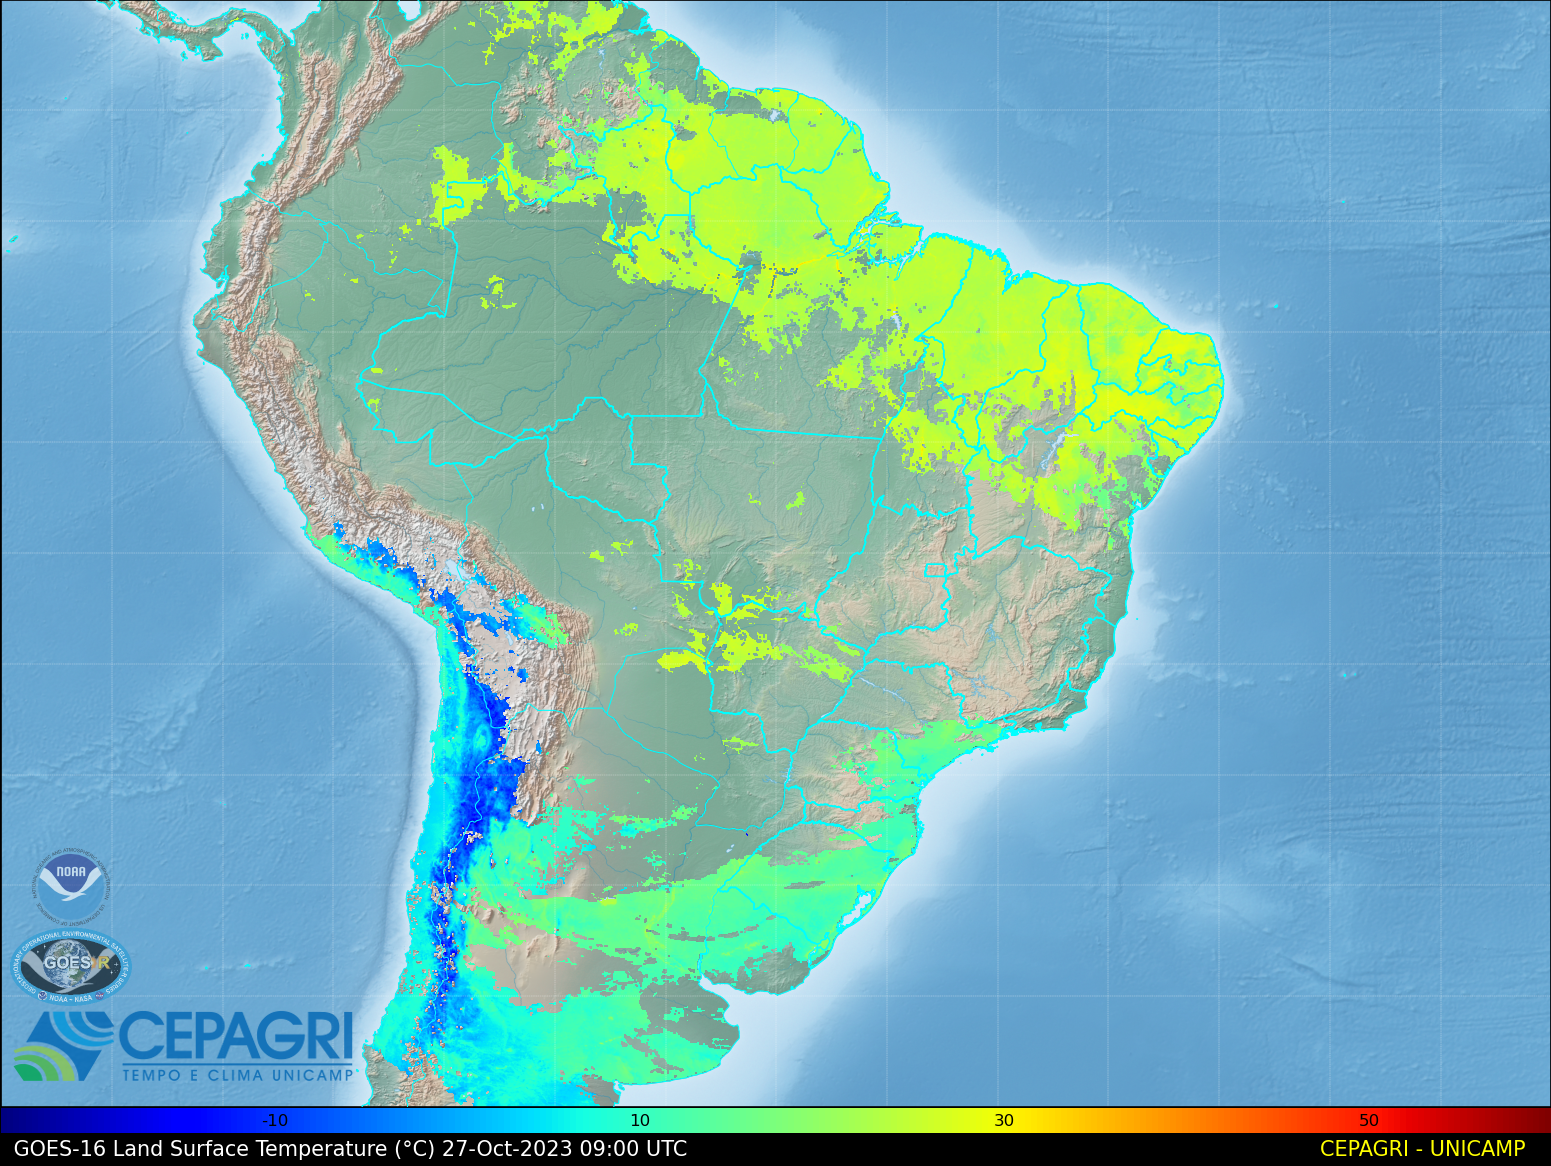 NOAA
GOES-R
NOAA - NASA
CEPAGRI
TEMPO E CLIMA UNICAMP
-10 10 30 50
GOES-16 Land Surface Temperature (°C) 27-Oct-2023 09:00 UTC
CEPAGRI - UNICAMP